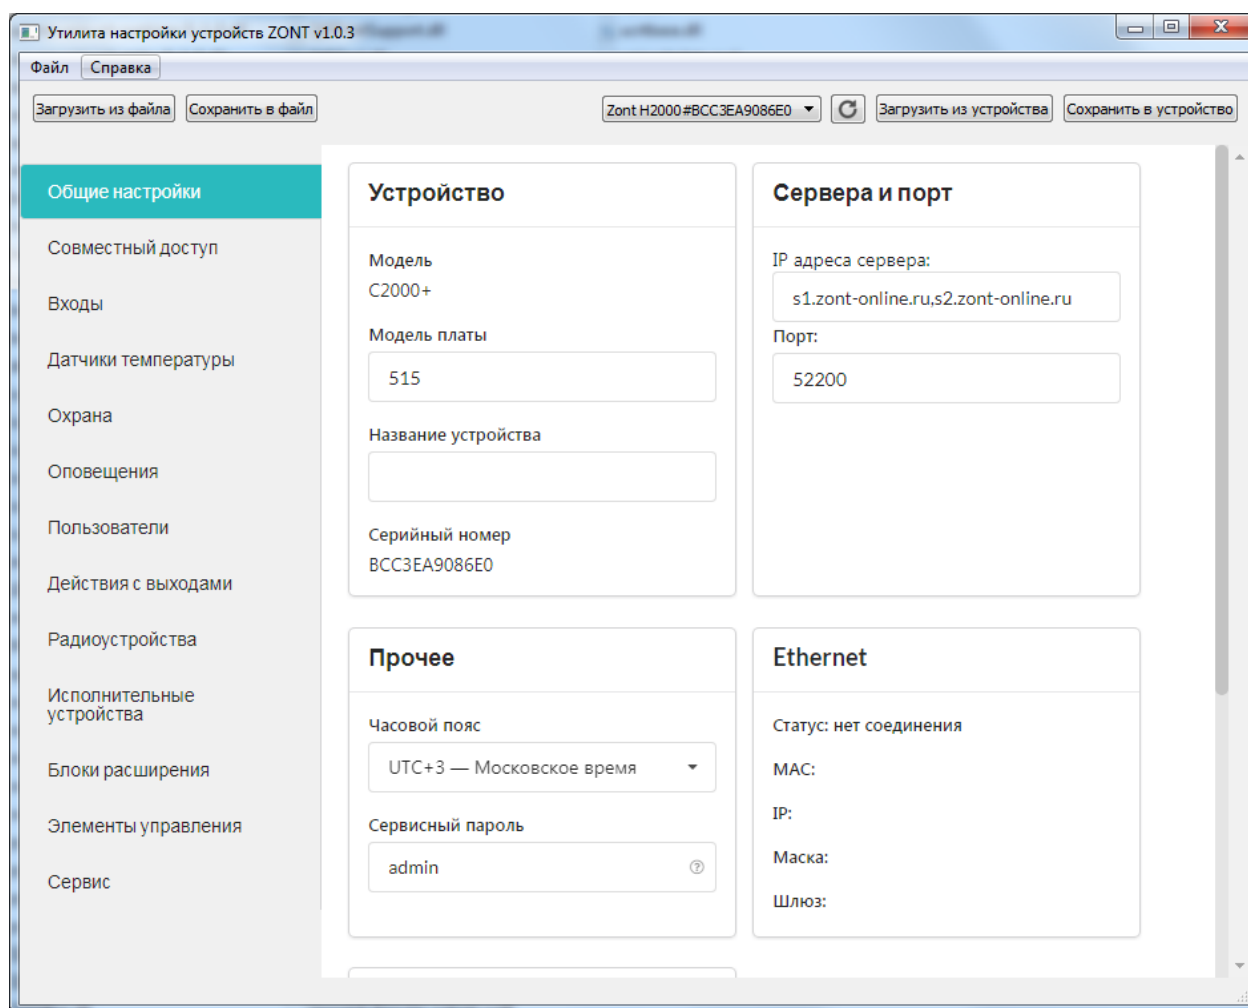 Утилита настройки устройств ZONT v1.0.3
Файл Справка
Загрузить из файла Сохранить в файл Zont H2000#BCC3EA9086E0 Загрузить из устройства Сохранить в устройство
Общие настройки
Совместный доступ
Входы
Датчики температуры
Охрана
Оповещения
Пользователи
Действия с выходами
Радиоустройства
Исполнительные
устройства
Блоки расширения
Элементы управления
Сервис
Устройство
Модель
C2000+
Модель платы
515
Название устройства
Серийный номер
BCC3EA9086E0
Сервера и порт
IP адреса сервера:
s1.zont-online.ru,s2.zont-online.ru
Порт:
52200
Прочее
Часовой пояс
UTC+3 — Московское время
Сервисный пароль
admin
Ethernet
Статус: нет соединения
MAC:
IP:
Маска:
Шлюз: